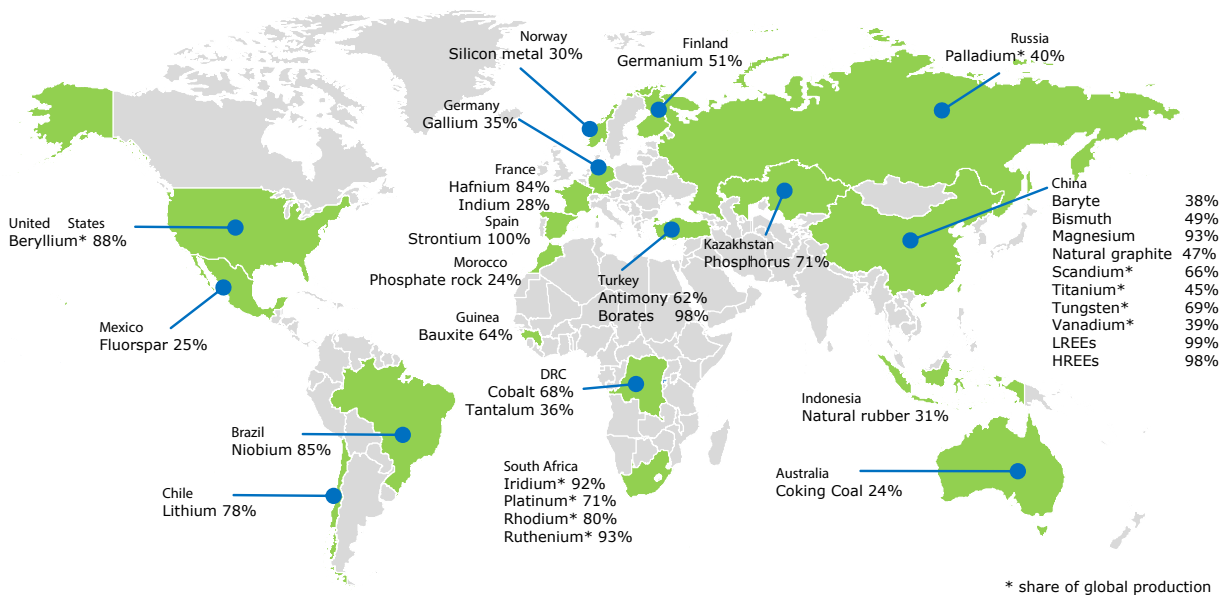 Norway
Silicon metal 30%
Finland
Germanium 51%
Russia
Palladium* 40%
Germany
Gallium 35%
France
Hafnium 84%
Indium 28%
Spain
Strontium 100%
Morocco
Phosphate rock 24%
United States
Beryllium* 88%
Mexico
Fluorspar 25%
Guinea
Bauxite 64%
Turkey
Antimony 62%
Borates 98%
Kazakhstan
Phosphorus 71%
China
Baryte 38%
Bismuth 49%
Magnesium 93%
Natural graphite 47%
Scandium* 66%
Titanium* 45%
Tungsten* 69%
Vanadium* 39%
LREEs 99%
HREEs 98%
DRC
Cobalt 68%
Tantalum 36%
Indonesia
Natural rubber 31%
Brazil
Niobium 85%
Chile
Lithium 78%
South Africa
Iridium* 92%
Platinum* 71%
Rhodium* 80%
Ruthenium* 93%
Australia
Coking Coal 24%
* share of global production